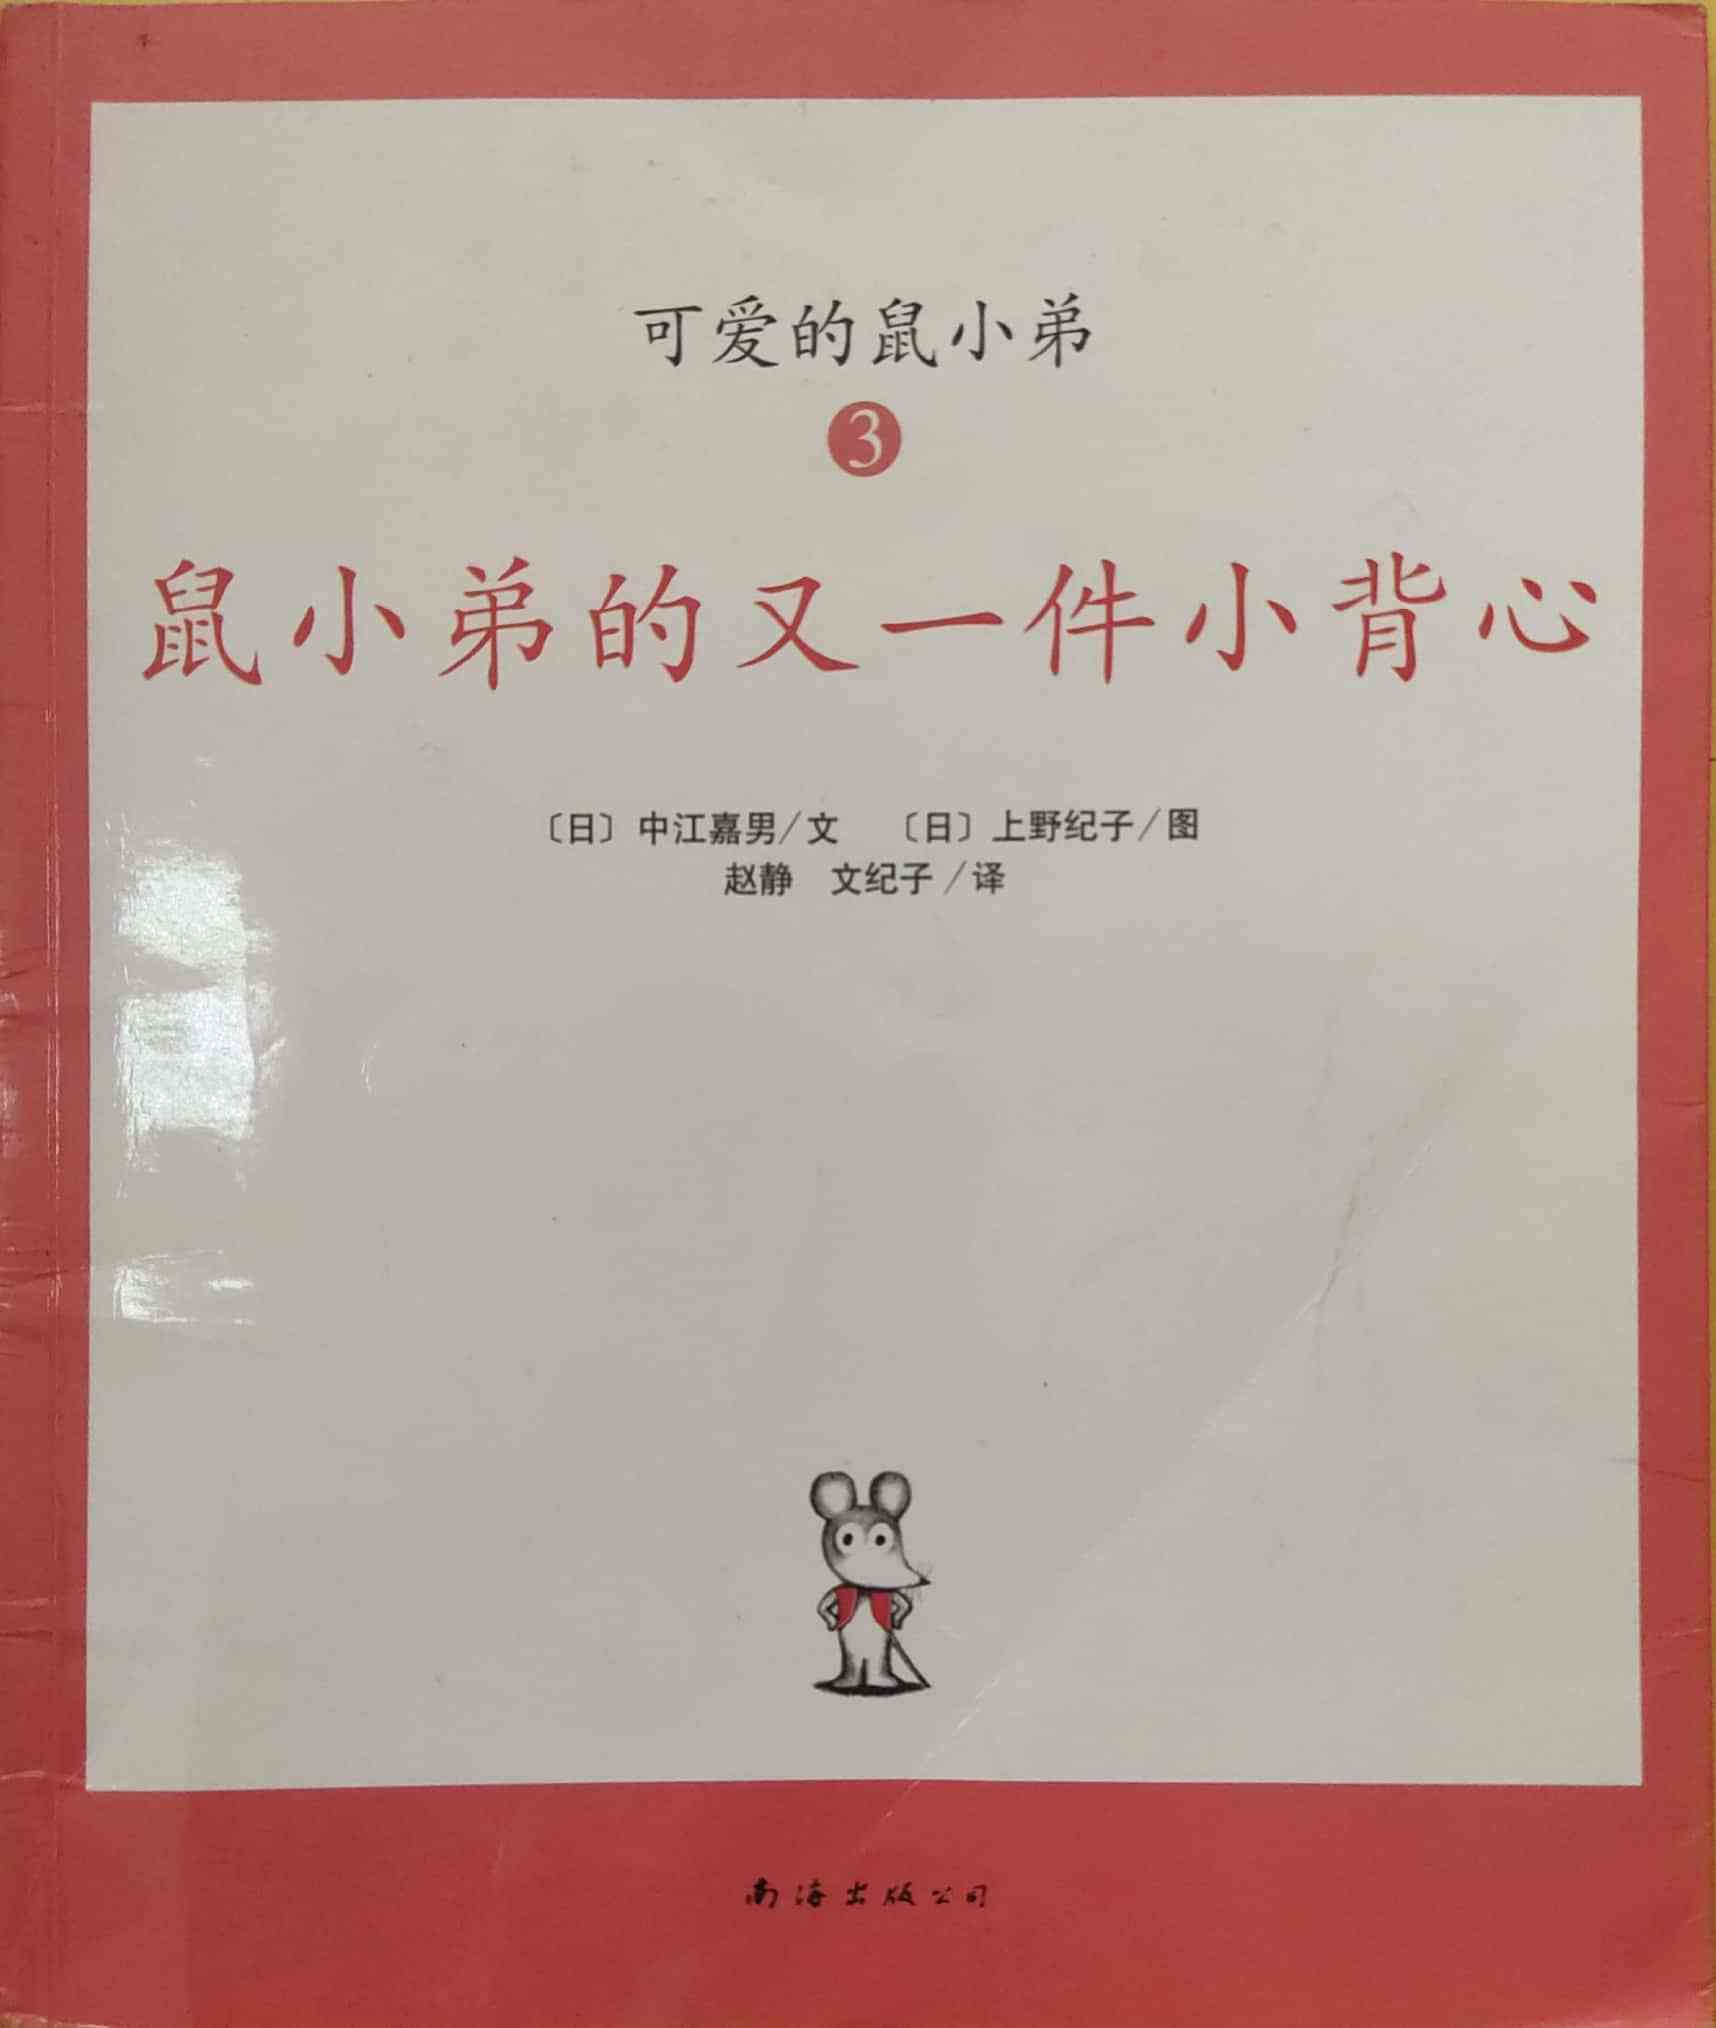 可爱的鼠小弟
3
鼠小弟的又一件小背心
〔日〕中江嘉男/文 〔日〕上野纪子/图
赵静 文纪子/译
南海出版公司